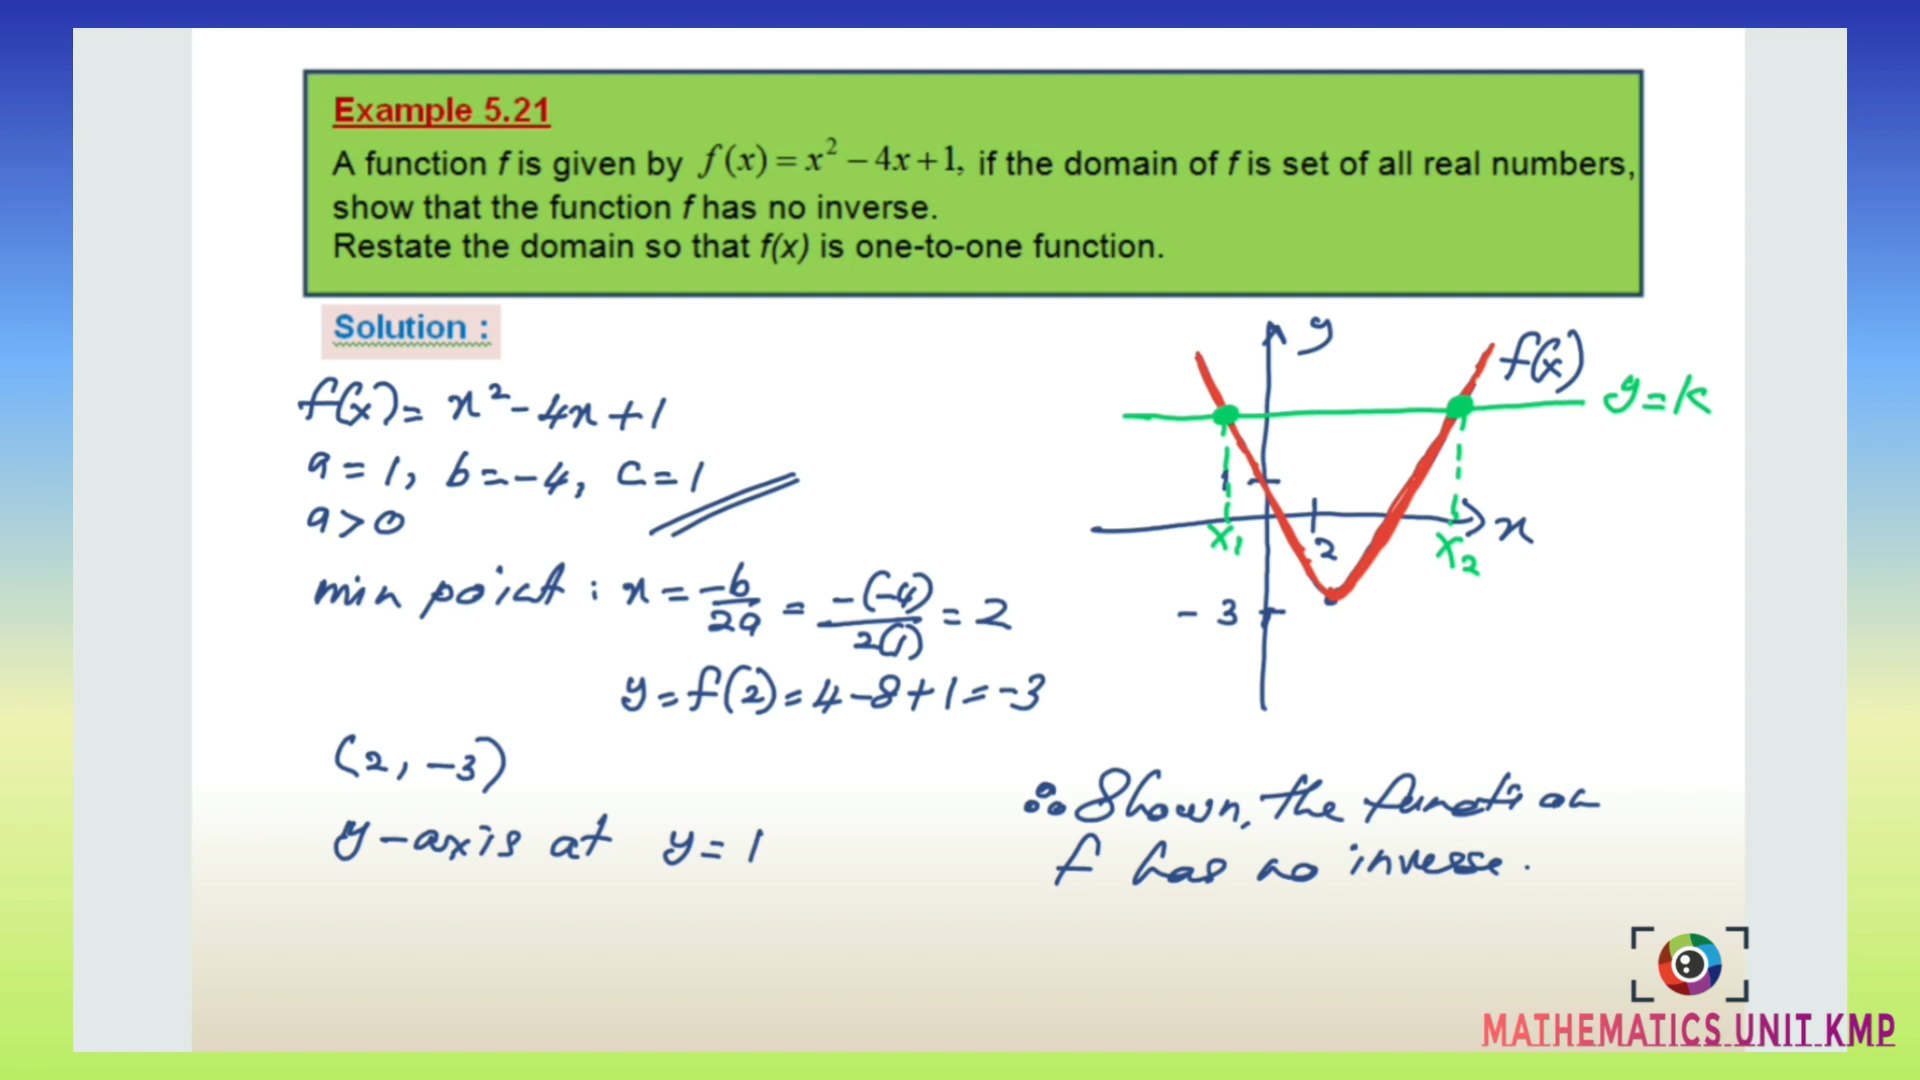 Example 5.21
A function f is given by f(x) = x² − 4x + 1, if the domain of f is set of all real numbers,
show that the function f has no inverse.
Restate the domain so that f(x) is one-to-one function.
Solution :
f(x) = x² - 4x + 1
a = 1, b = -4, c = 1
a > 0
min point : x = -b/2a = -(-4)/2(1) = 2
y = f(2) = 4 - 8 + 1 = -3
(2, -3)
y-axis at y = 1
y
f(x)
y = k
1
x₁
2
x₂
x
- 3
∴ Shown, the function
f has no inverse.
MATHEMATICS UNIT KMP